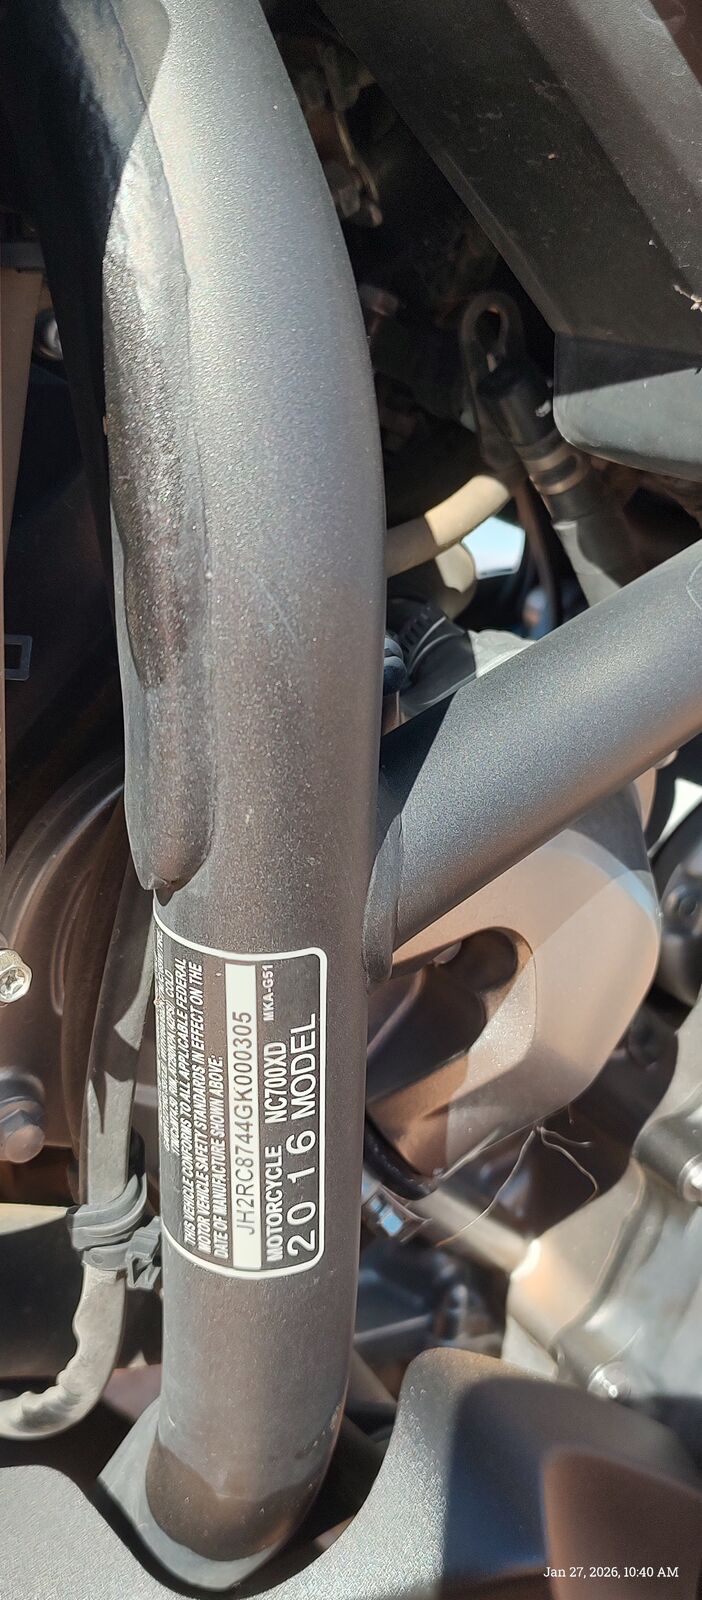 THIS VEHICLE CONFORMS TO ALL APPLICABLE FEDERAL
MOTOR VEHICLE SAFETY STANDARDS IN EFFECT ON THE
DATE OF MANUFACTURE SHOWN ABOVE.
JH2RC8744GK000305
MOTORCYCLE NC700XD MKA-G51
2016 MODEL
Jan 27, 2026, 10:40 AM